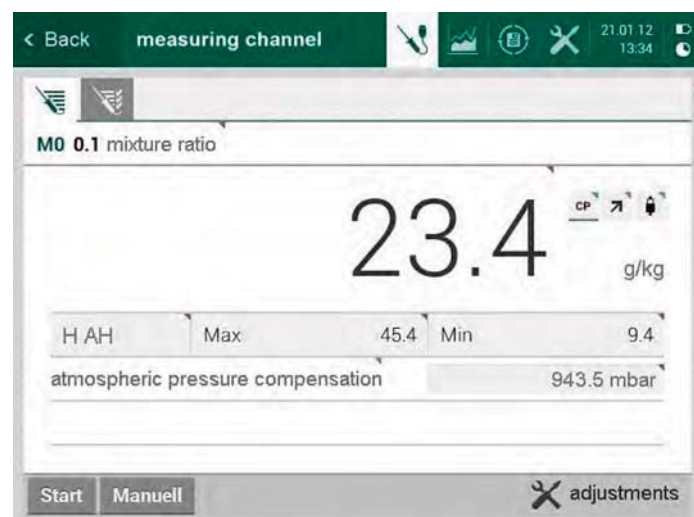 < Back measuring channel 21.01.12
13:34
M0 0.1 mixture ratio
23.4 CP
g/kg
H AH Max 45.4 Min 9.4
atmospheric pressure compensation 943.5 mbar
Start Manuell adjustments